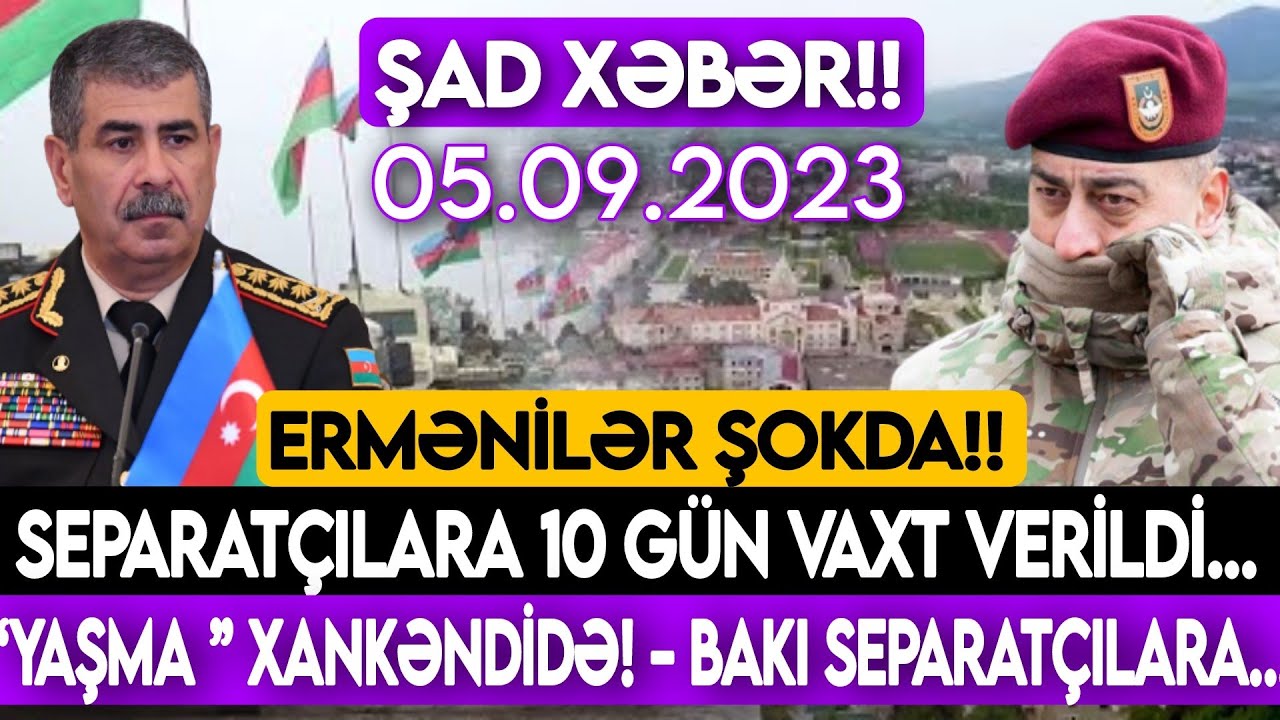 ŞAD XƏBƏR!!
05.09.2023
ERMƏNİLƏR ŞOKDA!!
SEPARATÇILARA 10 GÜN VAXT VERİLDİ...
“YAŞMA ” XANKƏNDİDƏ! - BAKI SEPARATÇILARA...